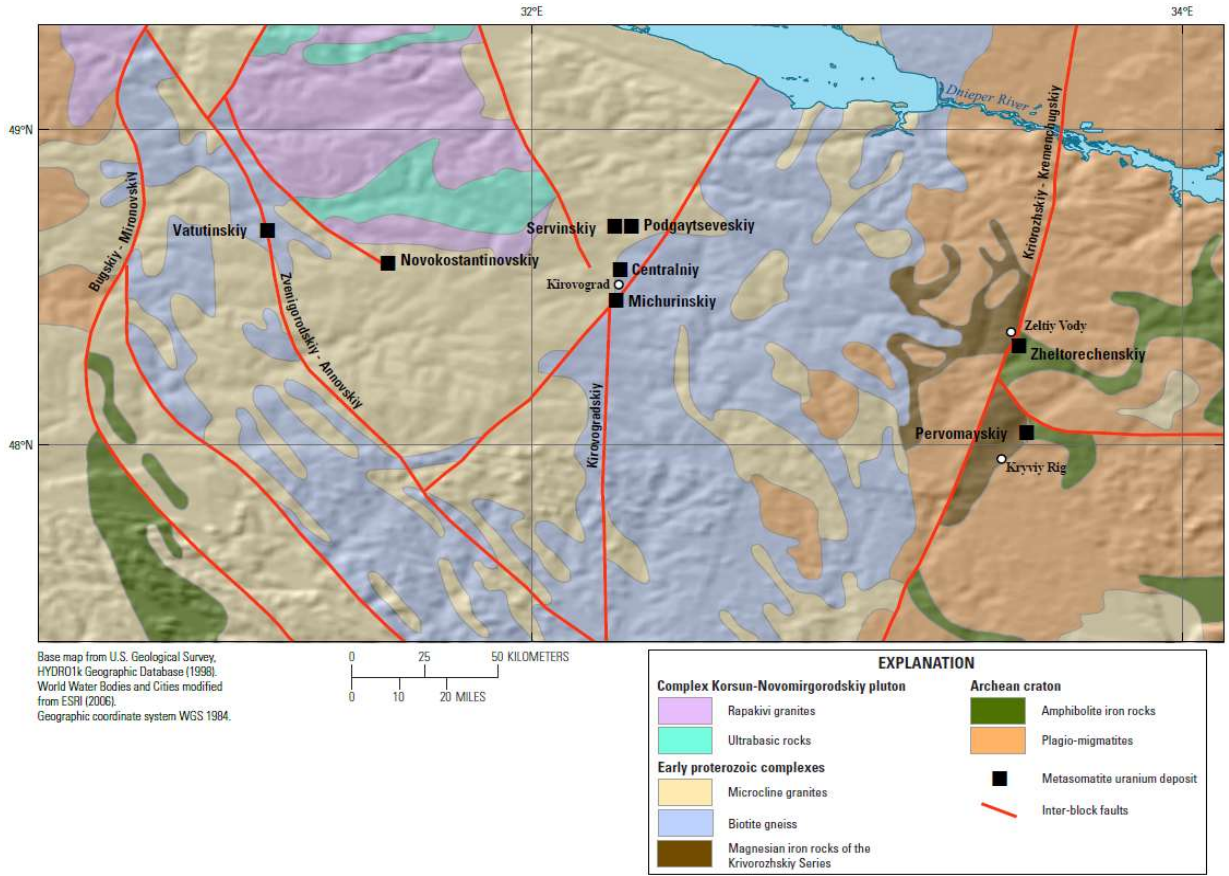 32°E
34°E
Dnieper River
49°N
Kriorozhskiy - Kremenchugskiy
Bugskiy - Mironovskiy
Vatutinskiy
Servinskiy
Podgaytseveskiy
Novokostantinovskiy
Centralniy
Kirovograd
Michurinskiy
Zvenigorodskiy - Annovskiy
Zeltiy Vody
Zheltorechenskiy
Kirovogradskiy
Pervomayskiy
48°N
Kryviy Rig
Base map from U.S. Geological Survey,
HYDRO1k Geographic Database (1998).
World Water Bodies and Cities modified
from ESRI (2006).
Geographic coordinate system WGS 1984.
0 25 50 KILOMETERS
0 10 20 MILES
EXPLANATION
Complex Korsun-Novomirgorodskiy pluton
Rapakivi granites
Ultrabasic rocks
Early proterozoic complexes
Microcline granites
Biotite gneiss
Magnesian iron rocks of the
Krivorozhskiy Series
Archean craton
Amphibolite iron rocks
Plagio-migmatites
Metasomatite uranium deposit
Inter-block faults